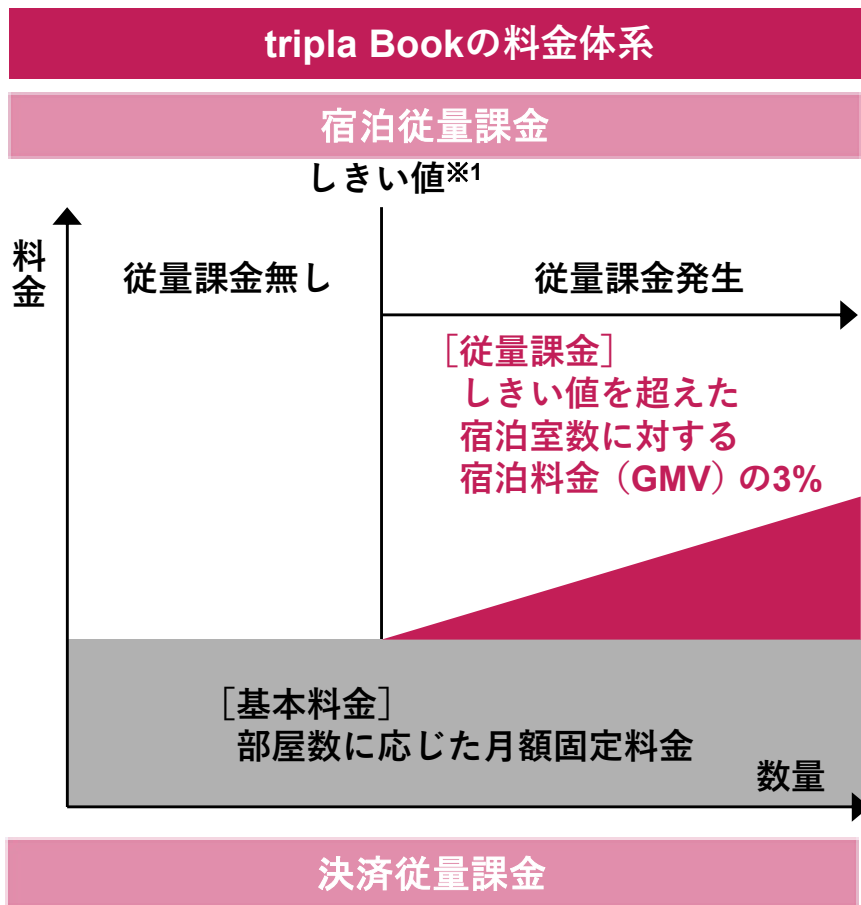 tripla Bookの料金体系
宿泊従量課金
しきい値※1
料金
従量課金無し
従量課金発生
［従量課金］
しきい値を超えた
宿泊室数に対する
宿泊料金（GMV）の3%
［基本料金］
部屋数に応じた月額固定料金
数量
決済従量課金